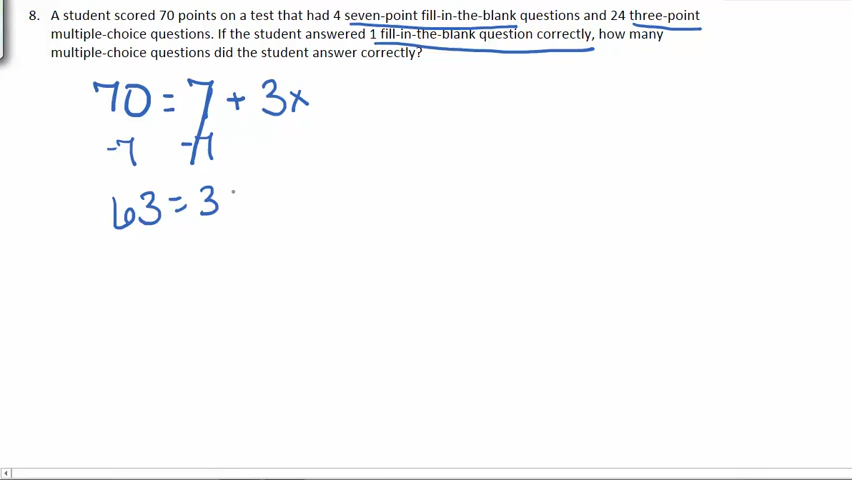 8. A student scored 70 points on a test that had 4 seven-point fill-in-the-blank questions and 24 three-point
multiple-choice questions. If the student answered 1 fill-in-the-blank question correctly, how many
multiple-choice questions did the student answer correctly?
70 = 7 + 3x
-7 -7
63 = 3